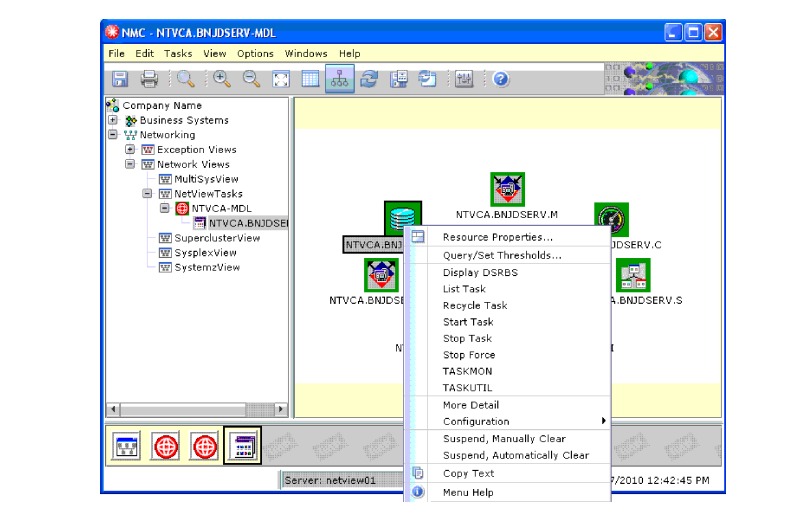 NMC - NTVCA.BNJDSERV-MDL
File Edit Tasks View Options Windows Help
Company Name
Business Systems
Networking
Exception Views
Network Views
MultiSysView
NetViewTasks
NTVCA-MDL
NTVCA.BNJDSE
SuperclusterView
SysplexView
SystemzView
NTVCA.BNJDSERV.M
NTVCA.BNJ
JDSERV.C
NTVCA.BNJDSE
A.BNJDSERV.S
N
Resource Properties...
Query/Set Thresholds...
Display DSRBS
List Task
Recycle Task
Start Task
Stop Task
Stop Force
TASKMON
TASKUTIL
More Detail
Configuration
Suspend, Manually Clear
Suspend, Automatically Clear
Copy Text
Menu Help
Server: netview01
7/2010 12:42:45 PM